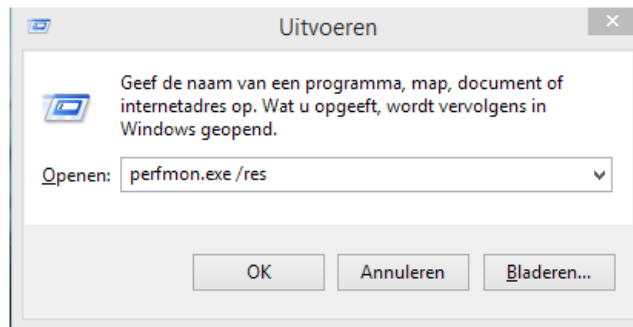 Uitvoeren
Geef de naam van een programma, map, document of
internetadres op. Wat u opgeeft, wordt vervolgens in
Windows geopend.
Openen: perfmon.exe /res
OK Annuleren Bladeren...